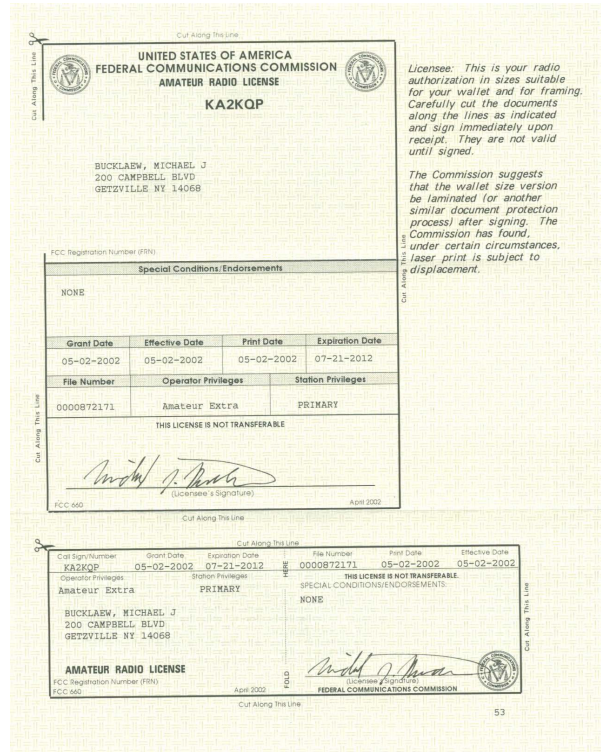 Cut Along This Line
Cut Along This Line
UNITED STATES OF AMERICA
FEDERAL COMMUNICATIONS COMMISSION
AMATEUR RADIO LICENSE
KA2KQP
BUCKLAEW, MICHAEL J
200 CAMPBELL BLVD
GETZVILLE NY 14068
FCC Registration Number (FRN)
Special Conditions/Endorsements
NONE
Grant Date Effective Date Print Date Expiration Date
05-02-2002 05-02-2002 05-02-2002 07-21-2012
File Number Operator Privileges Station Privileges
0000872171 Amateur Extra PRIMARY
THIS LICENSE IS NOT TRANSFERABLE
Cut Along This Line
(Licensee's Signature)
FCC 660 April 2002
Cut Along This Line
Cut Along This Line
Licensee: This is your radio
authorization in sizes suitable
for your wallet and for framing.
Carefully cut the documents
along the lines as indicated
and sign immediately upon
receipt. They are not valid
until signed.
The Commission suggests
that the wallet size version
be laminated (or another
similar document protection
process) after signing. The
Commission has found,
under certain circumstances,
laser print is subject to
displacement.
Cut Along This Line
Call Sign/Number Grant Date Expiration Date
KA2KQP 05-02-2002 07-21-2012
Operator Privileges Station Privileges
Amateur Extra PRIMARY
BUCKLAEW, MICHAEL J
200 CAMPBELL BLVD
GETZVILLE NY 14068
AMATEUR RADIO LICENSE
FCC Registration Number (FRN)
FCC 660 April 2002
FOLD HERE
File Number Print Date Effective Date
0000872171 05-02-2002 05-02-2002
THIS LICENSE IS NOT TRANSFERABLE.
SPECIAL CONDITIONS/ENDORSEMENTS:
NONE
(Licensee's Signature)
FEDERAL COMMUNICATIONS COMMISSION
Cut Along This Line
Cut Along This Line
53